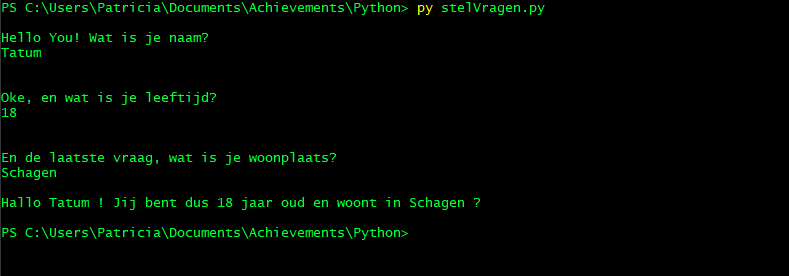 PS C:\Users\Patricia\Documents\Achievements\Python> py stelVragen.py
Hello You! Wat is je naam?
Tatum
Oke, en wat is je leeftijd?
18
En de laatste vraag, wat is je woonplaats?
Schagen
Hallo Tatum ! Jij bent dus 18 jaar oud en woont in Schagen ?
PS C:\Users\Patricia\Documents\Achievements\Python>